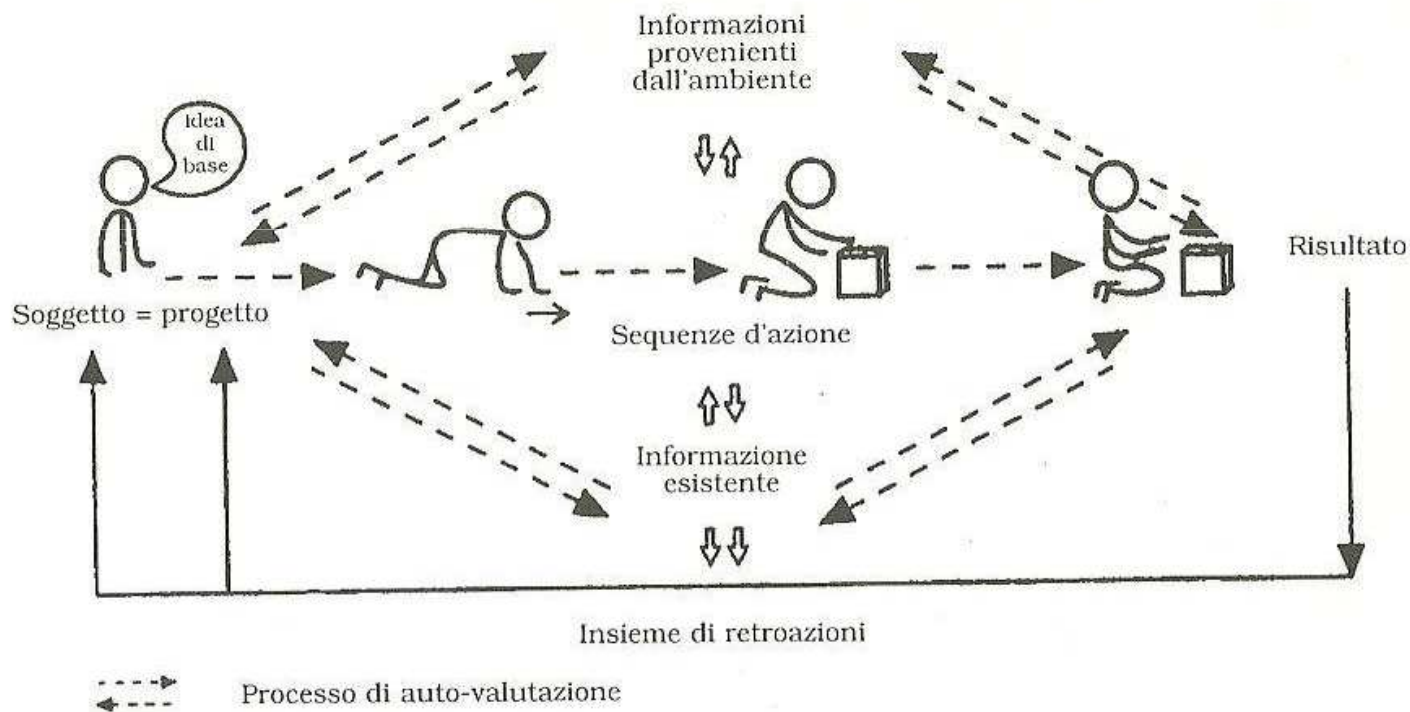 Informazioni
provenienti
dall'ambiente
idea
di
base
Risultato
Soggetto = progetto
Sequenze d'azione
Informazione
esistente
Insieme di retroazioni
Processo di auto-valutazione